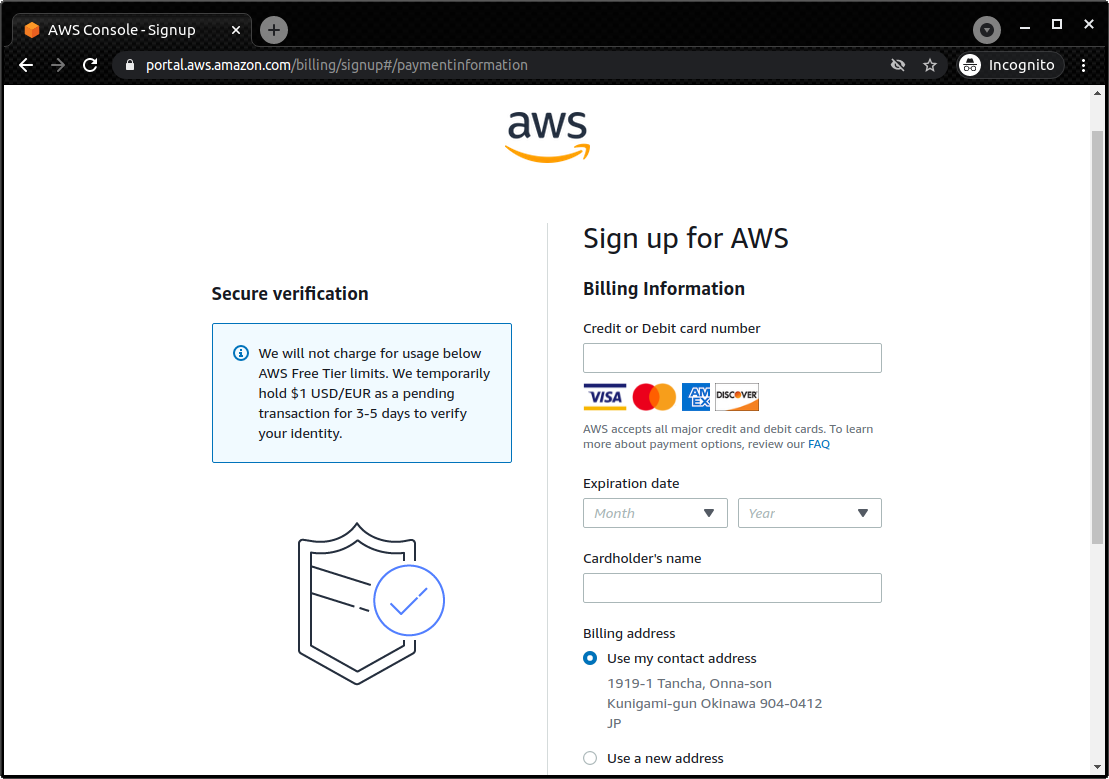 AWS Console - Signup
portal.aws.amazon.com/billing/signup#/paymentinformation
Incognito
aws
Secure verification
We will not charge for usage below
AWS Free Tier limits. We temporarily
hold $1 USD/EUR as a pending
transaction for 3-5 days to verify
your identity.
Sign up for AWS
Billing Information
Credit or Debit card number
VISA
AM
EX
DISCOVER
AWS accepts all major credit and debit cards. To learn
more about payment options, review our FAQ
Expiration date
Month
Year
Cardholder's name
Billing address
Use my contact address
1919-1 Tancha, Onna-son
Kunigami-gun Okinawa 904-0412
JP
Use a new address